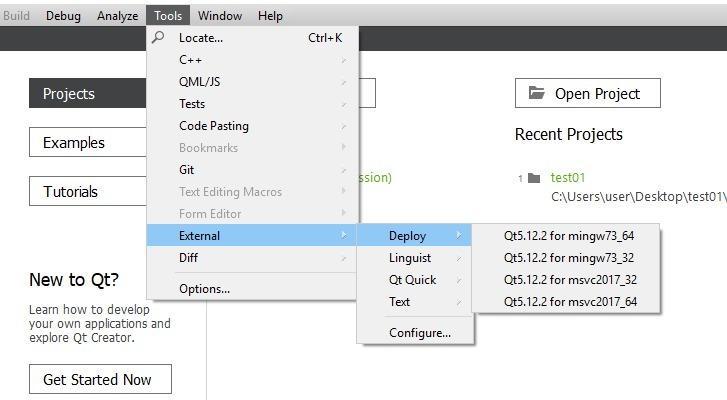 Build Debug Analyze Tools Window Help
Locate... Ctrl+K
C++
QML/JS
Tests
Code Pasting
Bookmarks
Git
Text Editing Macros
Form Editor
External
Diff
Options...
Deploy
Linguist
Qt Quick
Text
Configure...
Qt5.12.2 for mingw73_64
Qt5.12.2 for mingw73_32
Qt5.12.2 for msvc2017_32
Qt5.12.2 for msvc2017_64
Projects
Examples
Tutorials
New to Qt?
Learn how to develop
your own applications and
explore Qt Creator.
Get Started Now
ssion)
Open Project
Recent Projects
1 test01
C:\Users\user\Desktop\test01\